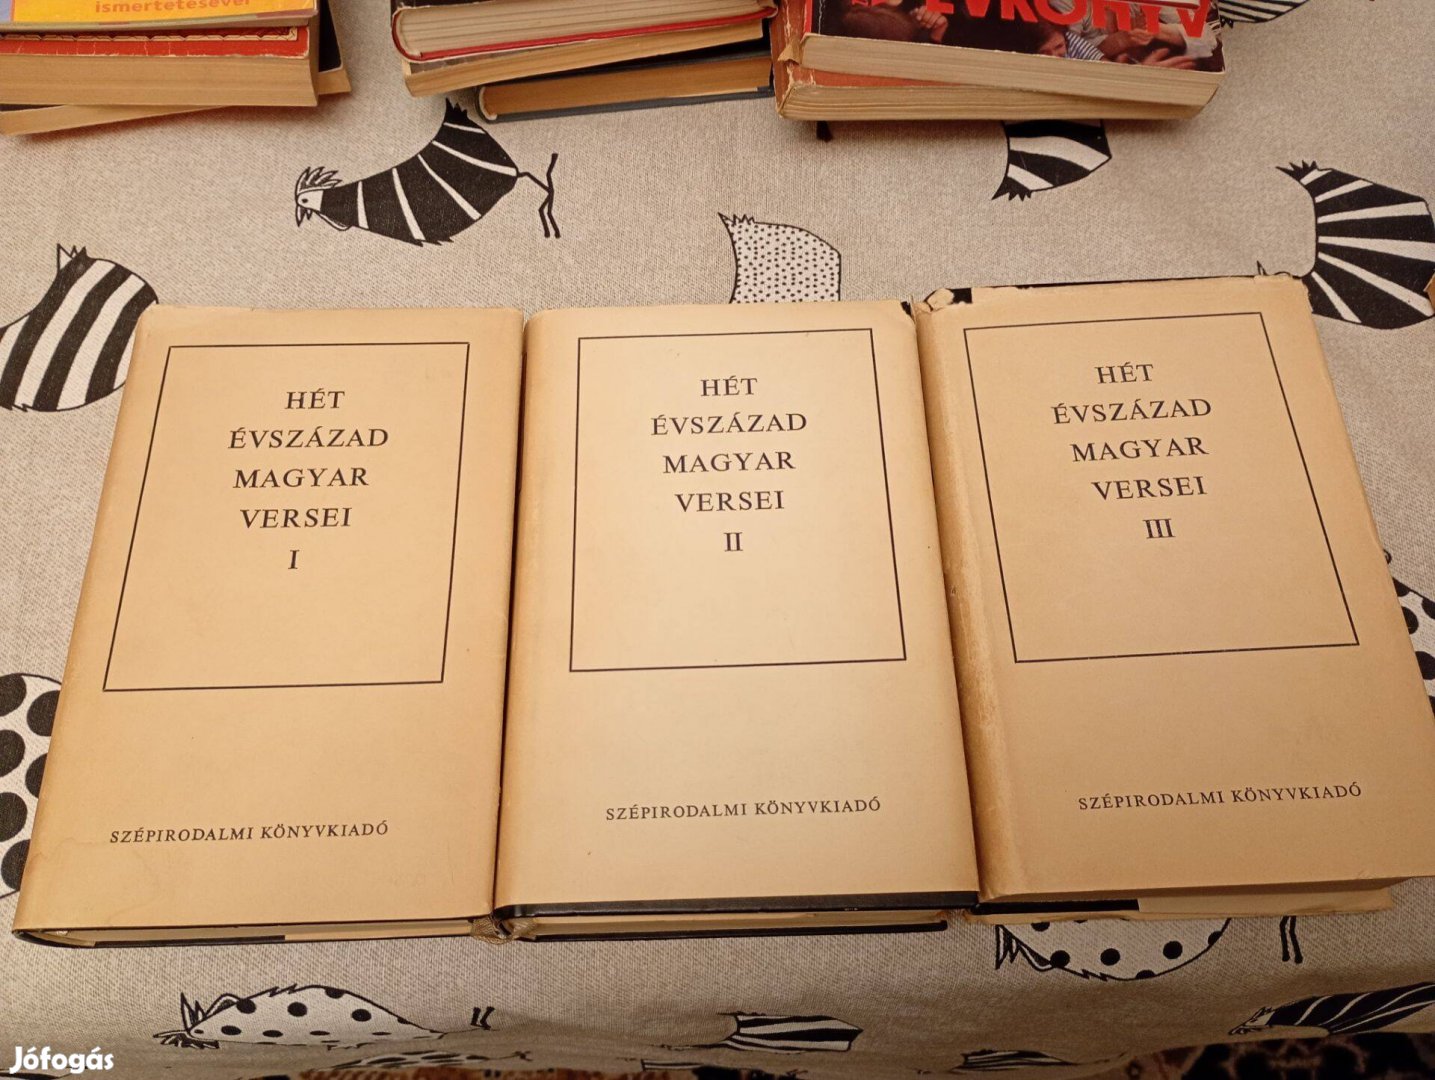 ismertetésével
ÉVKÖNYV
HÉT
ÉVSZÁZAD
MAGYAR
VERSEI
I
SZÉPIRODALMI KÖNYVKIADÓ
HÉT
ÉVSZÁZAD
MAGYAR
VERSEI
II
SZÉPIRODALMI KÖNYVKIADÓ
HÉT
ÉVSZÁZAD
MAGYAR
VERSEI
III
SZÉPIRODALMI KÖNYVKIADÓ
Jófogás